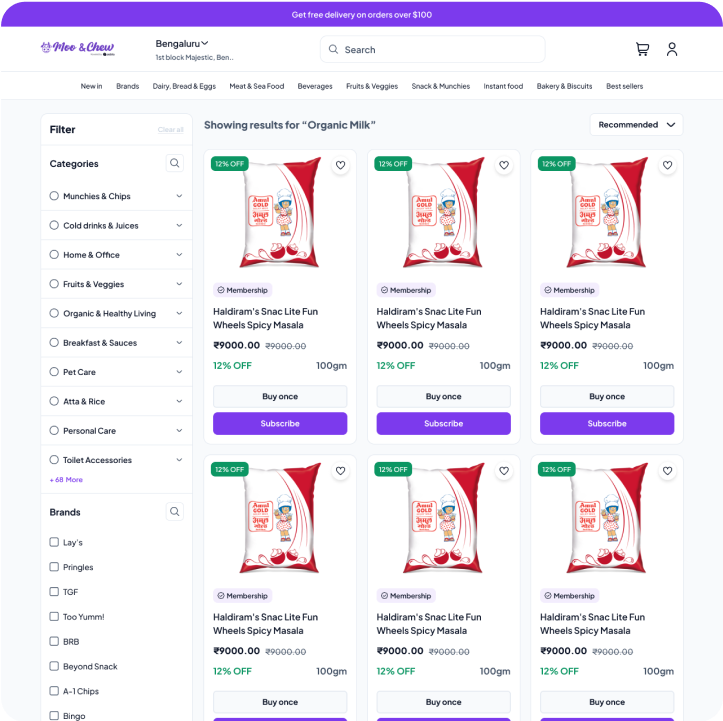 Get free delivery on orders over $100
Moo & Chew
Bengaluru
1st block Majestic, Ben..
Search
New in Brands Dairy, Bread & Eggs Meat & Sea Food Beverages Fruits & Veggies Snack & Munchies Instant food Bakery & Biscuits Best sellers
Filter Clear all
Categories
Munchies & Chips
Cold drinks & Juices
Home & Office
Fruits & Veggies
Organic & Healthy Living
Breakfast & Sauces
Pet Care
Atta & Rice
Personal Care
Toilet Accessories
+ 68 More
Brands
Lay's
Pringles
TGF
Too Yumm!
BRB
Beyond Snack
A-1 Chips
Bingo
Showing results for “Organic Milk”
Recommended
12% OFF
Amul
GOLD
अमूल
गोल्ड
Membership
Haldiram's Snac Lite Fun
Wheels Spicy Masala
₹9000.00 ₹9000.00
12% OFF 100gm
Buy once
Subscribe
12% OFF
Amul
GOLD
अमूल
गोल्ड
Membership
Haldiram's Snac Lite Fun
Wheels Spicy Masala
₹9000.00 ₹9000.00
12% OFF 100gm
Buy once
Subscribe
12% OFF
Amul
GOLD
अमूल
गोल्ड
Membership
Haldiram's Snac Lite Fun
Wheels Spicy Masala
₹9000.00 ₹9000.00
12% OFF 100gm
Buy once
Subscribe
12% OFF
Amul
GOLD
अमूल
गोल्ड
Membership
Haldiram's Snac Lite Fun
Wheels Spicy Masala
₹9000.00 ₹9000.00
12% OFF 100gm
Buy once
12% OFF
Amul
GOLD
अमूल
गोल्ड
Membership
Haldiram's Snac Lite Fun
Wheels Spicy Masala
₹9000.00 ₹9000.00
12% OFF 100gm
Buy once
12% OFF
Amul
GOLD
अमूल
गोल्ड
Membership
Haldiram's Snac Lite Fun
Wheels Spicy Masala
₹9000.00 ₹9000.00
12% OFF 100gm
Buy once